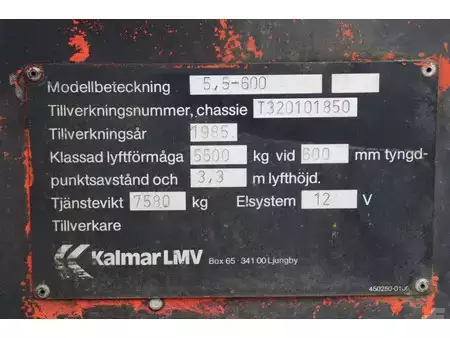 Modellbeteckning 5,5-600
Tillverkningsnummer, chassie T320101850
Tillverkningsår 1985.
Klassad lyftförmåga 5500 kg vid 600 mm tyngd-
punktsavstånd och 3,3 m lyfthöjd.
Tjänstevikt 7580 kg Elsystem 12 V
Tillverkare
Kalmar LMV Box 65 · 341 00 Ljungby